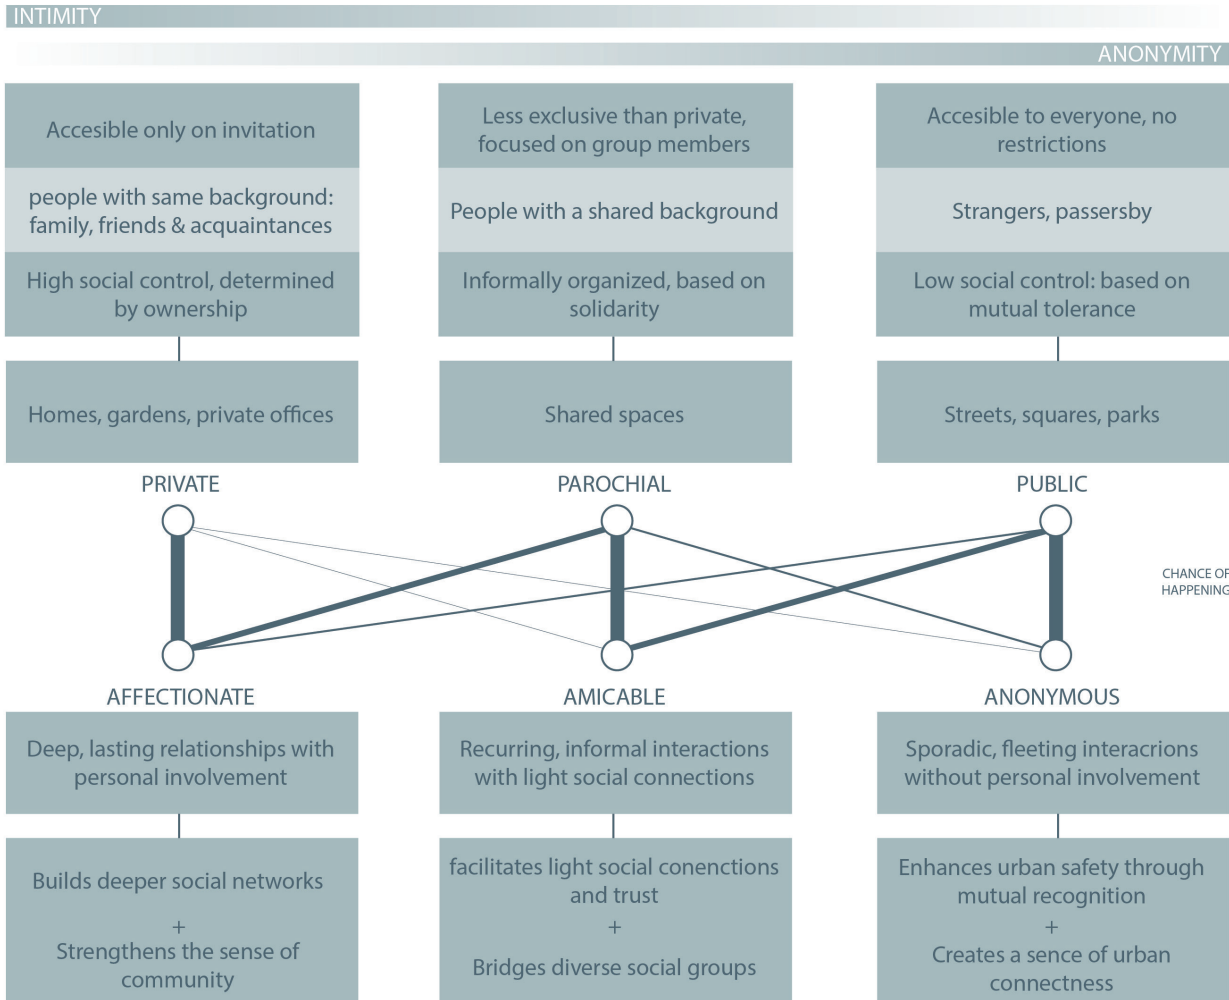 INTIMITY
ANONYMITY
Accesible only on invitation
people with same background:
family, friends & acquaintances
High social control, determined
by ownership
Homes, gardens, private offices
Less exclusive than private,
focused on group members
People with a shared background
Informally organized, based on
solidarity
Shared spaces
Accesible to everyone, no
restrictions
Strangers, passersby
Low social control: based on
mutual tolerance
Streets, squares, parks
PRIVATE
PAROCHIAL
PUBLIC
CHANCE OF
HAPPENING
AFFECTIONATE
AMICABLE
ANONYMOUS
Deep, lasting relationships with
personal involvement
Builds deeper social networks
+
Strengthens the sense of
community
Recurring, informal interactions
with light social connections
facilitates light social conenctions
and trust
+
Bridges diverse social groups
Sporadic, fleeting interacrions
without personal involvement
Enhances urban safety through
mutual recognition
+
Creates a sence of urban
connectness